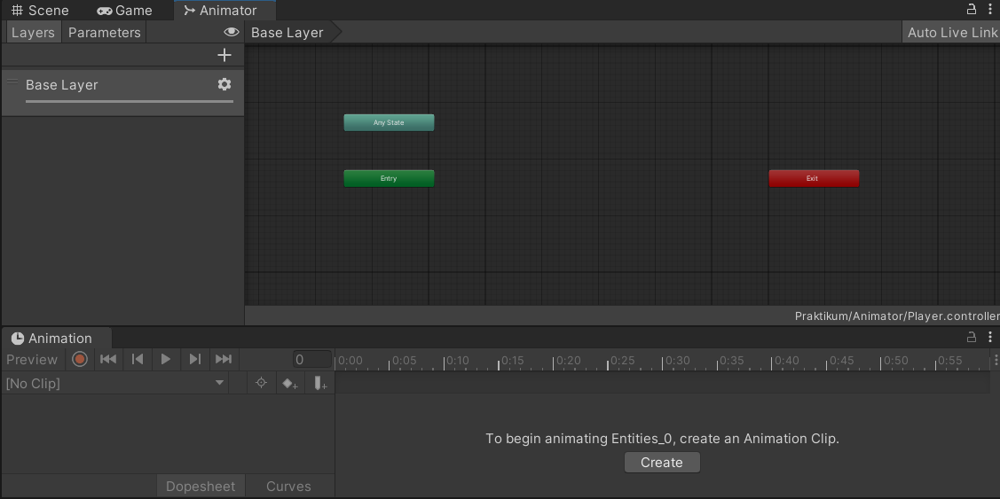 Scene Game Animator
Layers Parameters Base Layer Auto Live Link
Base Layer
Any State
Entry Exit
Praktikum/Animator/Player.controller
Animation
Preview 0 0:00 0:05 0:10 0:15 0:20 0:25 0:30 0:35 0:40 0:45 0:50 0:55
[No Clip]
To begin animating Entities_0, create an Animation Clip.
Create
Dopesheet Curves